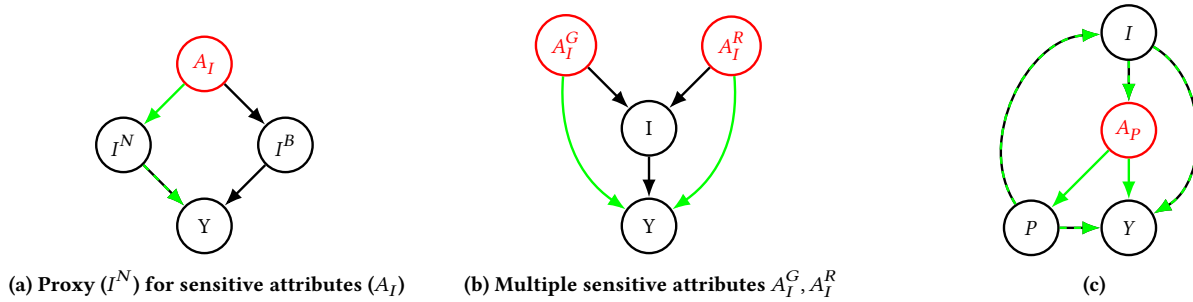 A_I
I^N
I^B
Y
(a) Proxy (I^N) for sensitive attributes (A_I)
A_I^G
A_I^R
I
Y
(b) Multiple sensitive attributes A_I^G, A_I^R
I
A_P
P
Y
(c)